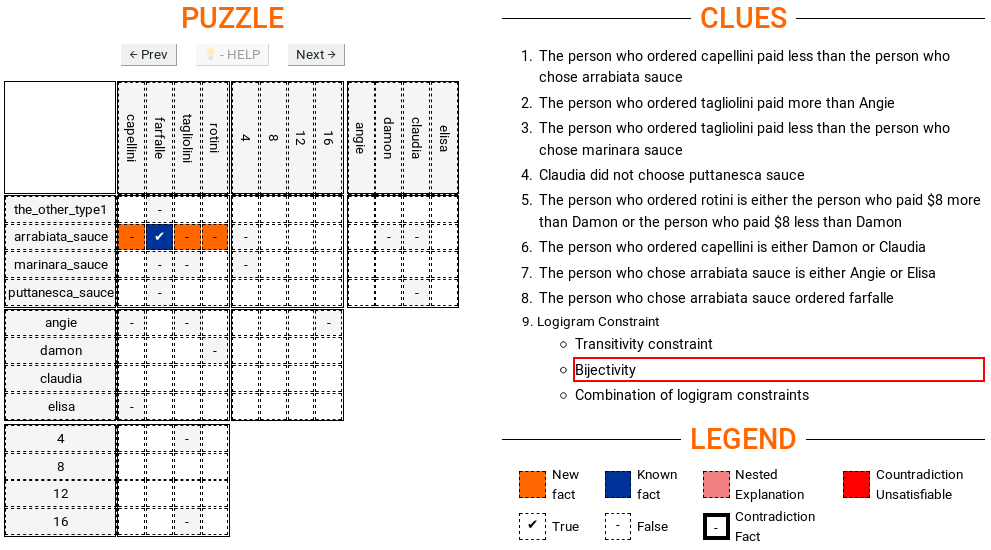 PUZZLE
← Prev
💡 - HELP
Next →
capellini
farfalle
tagliolini
rotini
4
8
12
16
angie
damon
claudia
elisa
the_other_type1 -
arrabiata_sauce - ✔ - - - - -
marinara_sauce - - -
puttanesca_sauce - -
angie - - -
damon -
claudia
elisa -
4 -
8
12
16 -
CLUES
1. The person who ordered capellini paid less than the person who
chose arrabiata sauce
2. The person who ordered tagliolini paid more than Angie
3. The person who ordered tagliolini paid less than the person who
chose marinara sauce
4. Claudia did not choose puttanesca sauce
5. The person who ordered rotini is either the person who paid $8 more
than Damon or the person who paid $8 less than Damon
6. The person who ordered capellini is either Damon or Claudia
7. The person who chose arrabiata sauce is either Angie or Elisa
8. The person who chose arrabiata sauce ordered farfalle
9. Logigram Constraint
Transitivity constraint
Bijectivity
Combination of logigram constraints
LEGEND
New
fact
Known
fact
Nested
Explanation
Countradiction
Unsatisfiable
✔ True
- False
- Contradiction
Fact